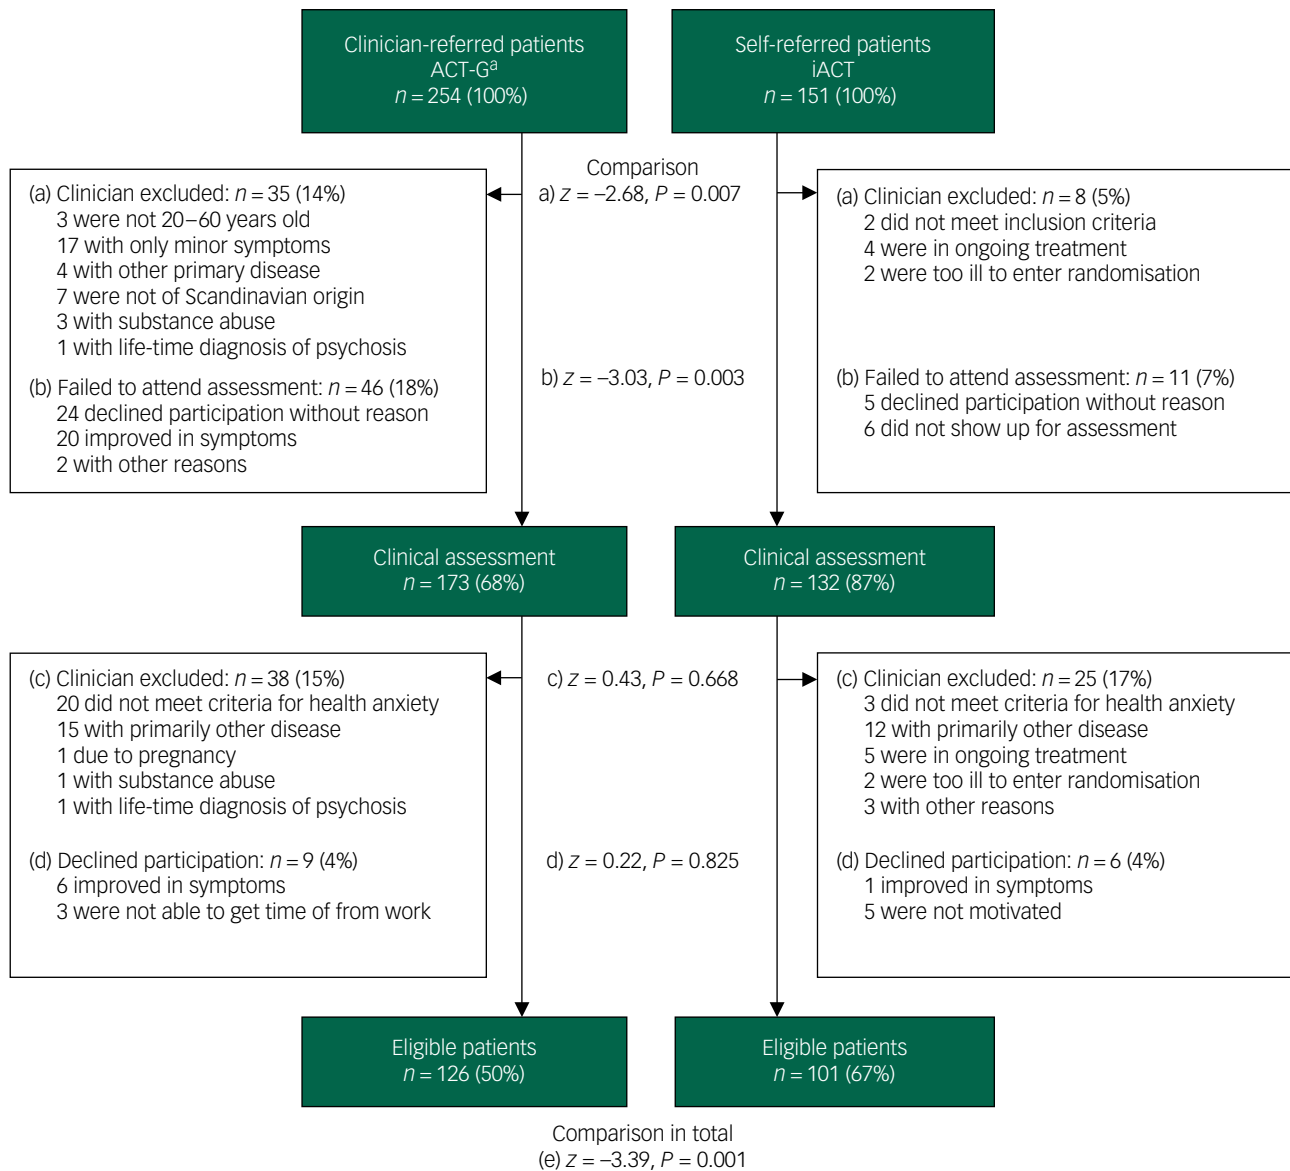 Clinician-referred patients
ACT-Gª
n = 254 (100%)
Self-referred patients
iACT
n = 151 (100%)
Comparison
a) z = –2.68, P = 0.007
(a) Clinician excluded: n = 35 (14%)
3 were not 20–60 years old
17 with only minor symptoms
4 with other primary disease
7 were not of Scandinavian origin
3 with substance abuse
1 with life-time diagnosis of psychosis
(b) Failed to attend assessment: n = 46 (18%)
24 declined participation without reason
20 improved in symptoms
2 with other reasons
(a) Clinician excluded: n = 8 (5%)
2 did not meet inclusion criteria
4 were in ongoing treatment
2 were too ill to enter randomisation
b) z = –3.03, P = 0.003
(b) Failed to attend assessment: n = 11 (7%)
5 declined participation without reason
6 did not show up for assessment
Clinical assessment
n = 173 (68%)
Clinical assessment
n = 132 (87%)
(c) Clinician excluded: n = 38 (15%)
20 did not meet criteria for health anxiety
15 with primarily other disease
1 due to pregnancy
1 with substance abuse
1 with life-time diagnosis of psychosis
(d) Declined participation: n = 9 (4%)
6 improved in symptoms
3 were not able to get time of from work
c) z = 0.43, P = 0.668
d) z = 0.22, P = 0.825
(c) Clinician excluded: n = 25 (17%)
3 did not meet criteria for health anxiety
12 with primarily other disease
5 were in ongoing treatment
2 were too ill to enter randomisation
3 with other reasons
(d) Declined participation: n = 6 (4%)
1 improved in symptoms
5 were not motivated
Eligible patients
n = 126 (50%)
Eligible patients
n = 101 (67%)
Comparison in total
(e) z = –3.39, P = 0.001